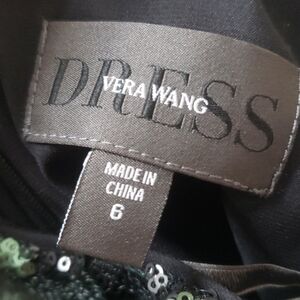 DRESS
VERA WANG
MADE IN
CHINA
6